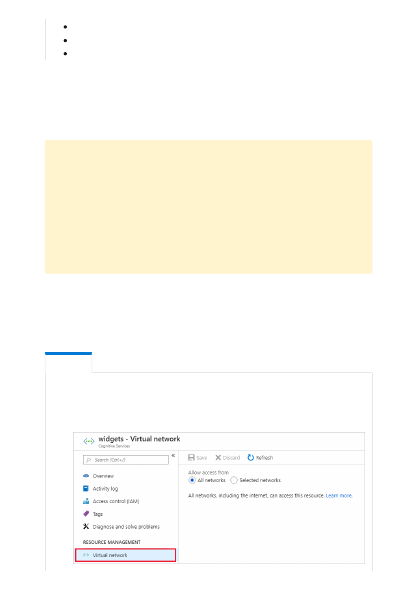 widgets - Virtual network
Cognitive Services
Search (Ctrl+/)
Overview
Activity log
Access control (IAM)
Tags
Diagnose and solve problems
RESOURCE MANAGEMENT
Virtual network
Save Discard Refresh
Allow access from
All networks Selected networks
All networks, including the internet, can access this resource. Learn more.